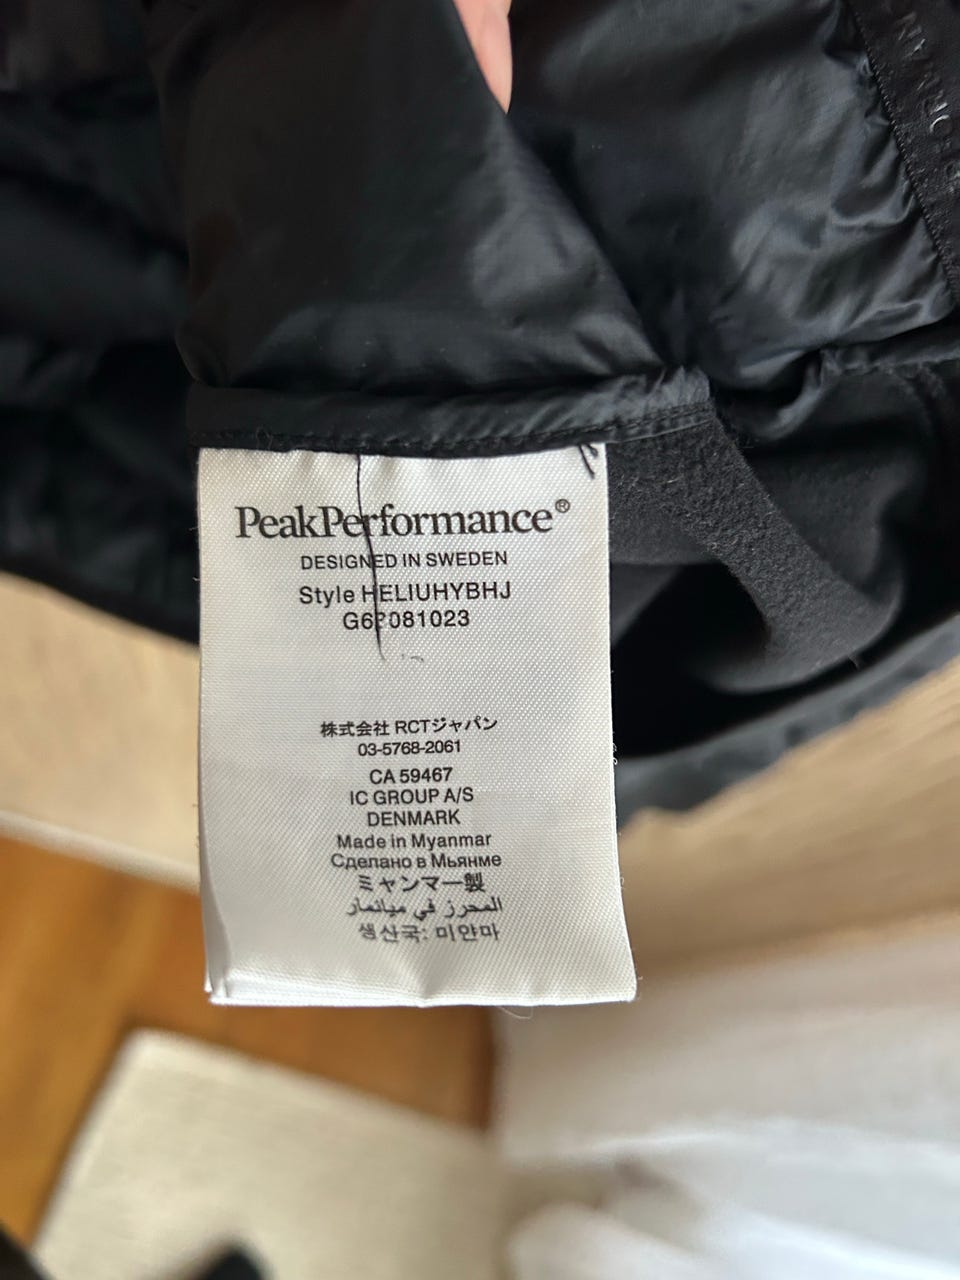 PeakPerformance®
DESIGNED IN SWEDEN
Style HELIUHYBHJ
株式会社 RCTジャパン
03-5768-2061
CA 59467
IC GROUP A/S
DENMARK
Made in Myanmar
Сделано в Мьянме
ミャンマー製
المحرز في ميانمار
생산국: 미얀마